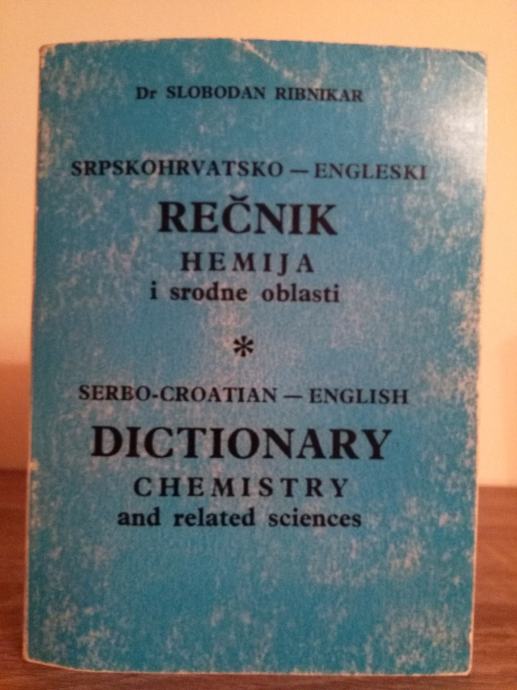 Dr SLOBODAN RIBNIKAR
SRPSKOHRVATSKO — ENGLESKI
REČNIK
HEMIJA
i srodne oblasti
*
SERBO-CROATIAN — ENGLISH
DICTIONARY
CHEMISTRY
and related sciences